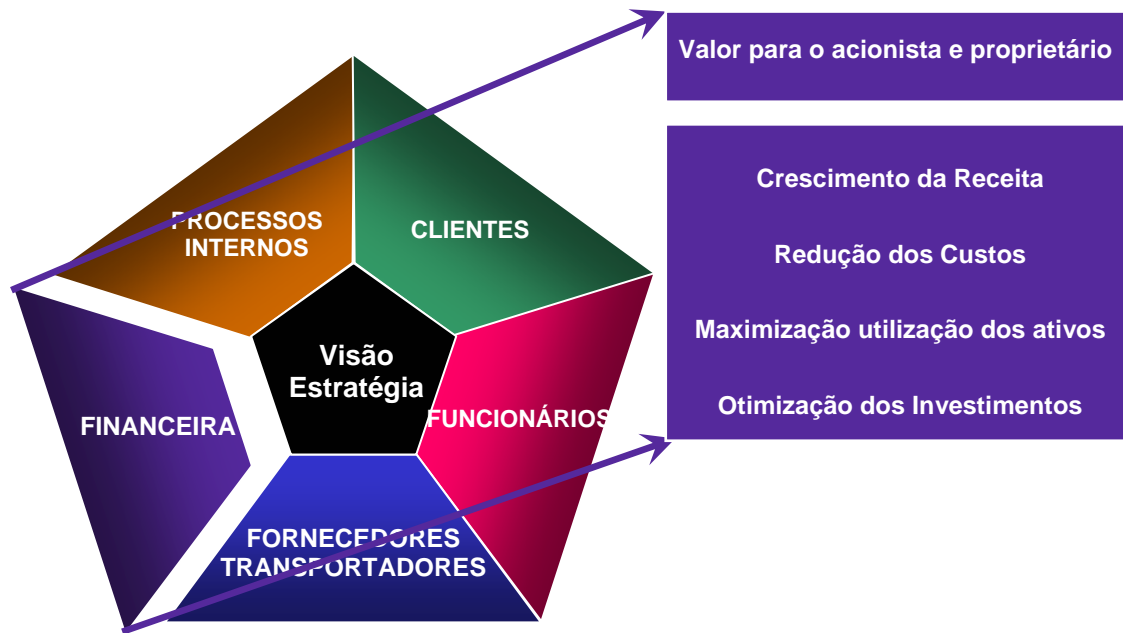 Valor para o acionista e proprietário
Crescimento da Receita
Redução dos Custos
Maximização utilização dos ativos
Otimização dos Investimentos
PROCESSOS
INTERNOS
CLIENTES
Visão
Estratégia
FINANCEIRA
FUNCIONÁRIOS
FORNECEDORES
TRANSPORTADORES